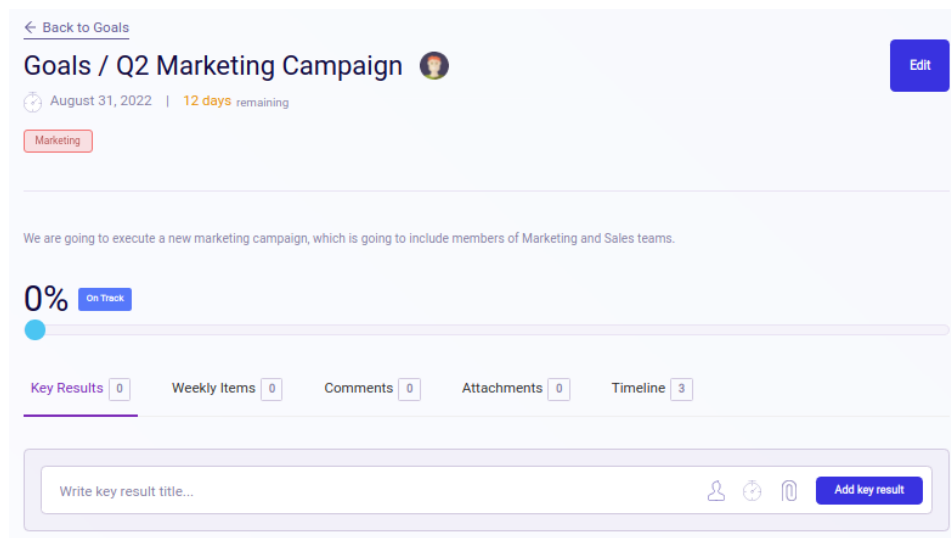 ← Back to Goals
Goals / Q2 Marketing Campaign
Edit
August 31, 2022 | 12 days remaining
Marketing
We are going to execute a new marketing campaign, which is going to include members of Marketing and Sales teams.
0% On Track
Key Results 0 Weekly Items 0 Comments 0 Attachments 0 Timeline 3
Write key result title... Add key result